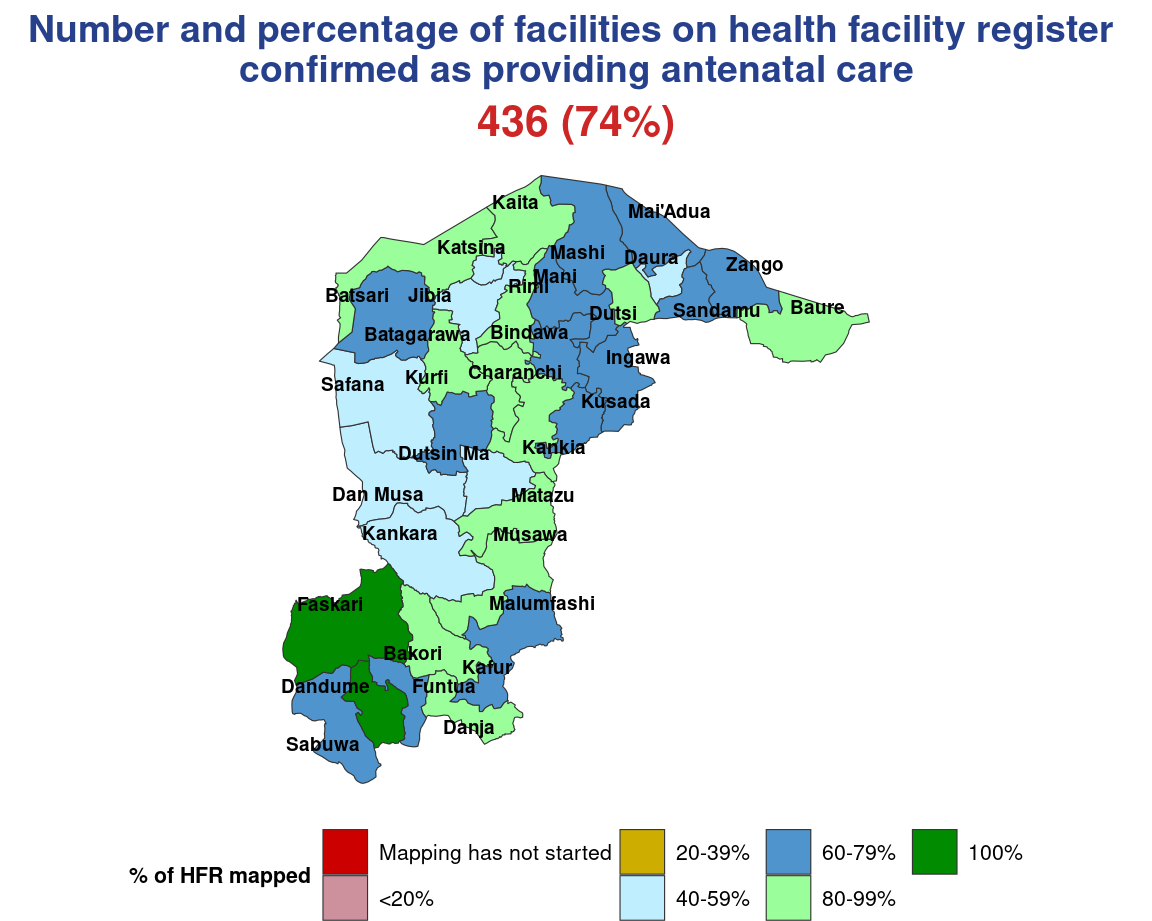 Number and percentage of facilities on health facility register
confirmed as providing antenatal care
436 (74%)
Kaita
Mai'Adua
Katsina
Mashi
Daura
Zango
Mani
Rimi
Batsari
Jibia
Baure
Dutsi
Sandamu
Batagarawa
Bindawa
Ingawa
Charanchi
Kurfi
Safana
Kusada
Kankia
Dutsin Ma
Dan Musa
Matazu
Kankara
Musawa
Faskari
Malumfashi
Bakori
Kafur
Dandume
Funtua
Danja
Sabuwa
% of HFR mapped
Mapping has not started
<20%
20-39%
40-59%
60-79%
80-99%
100%